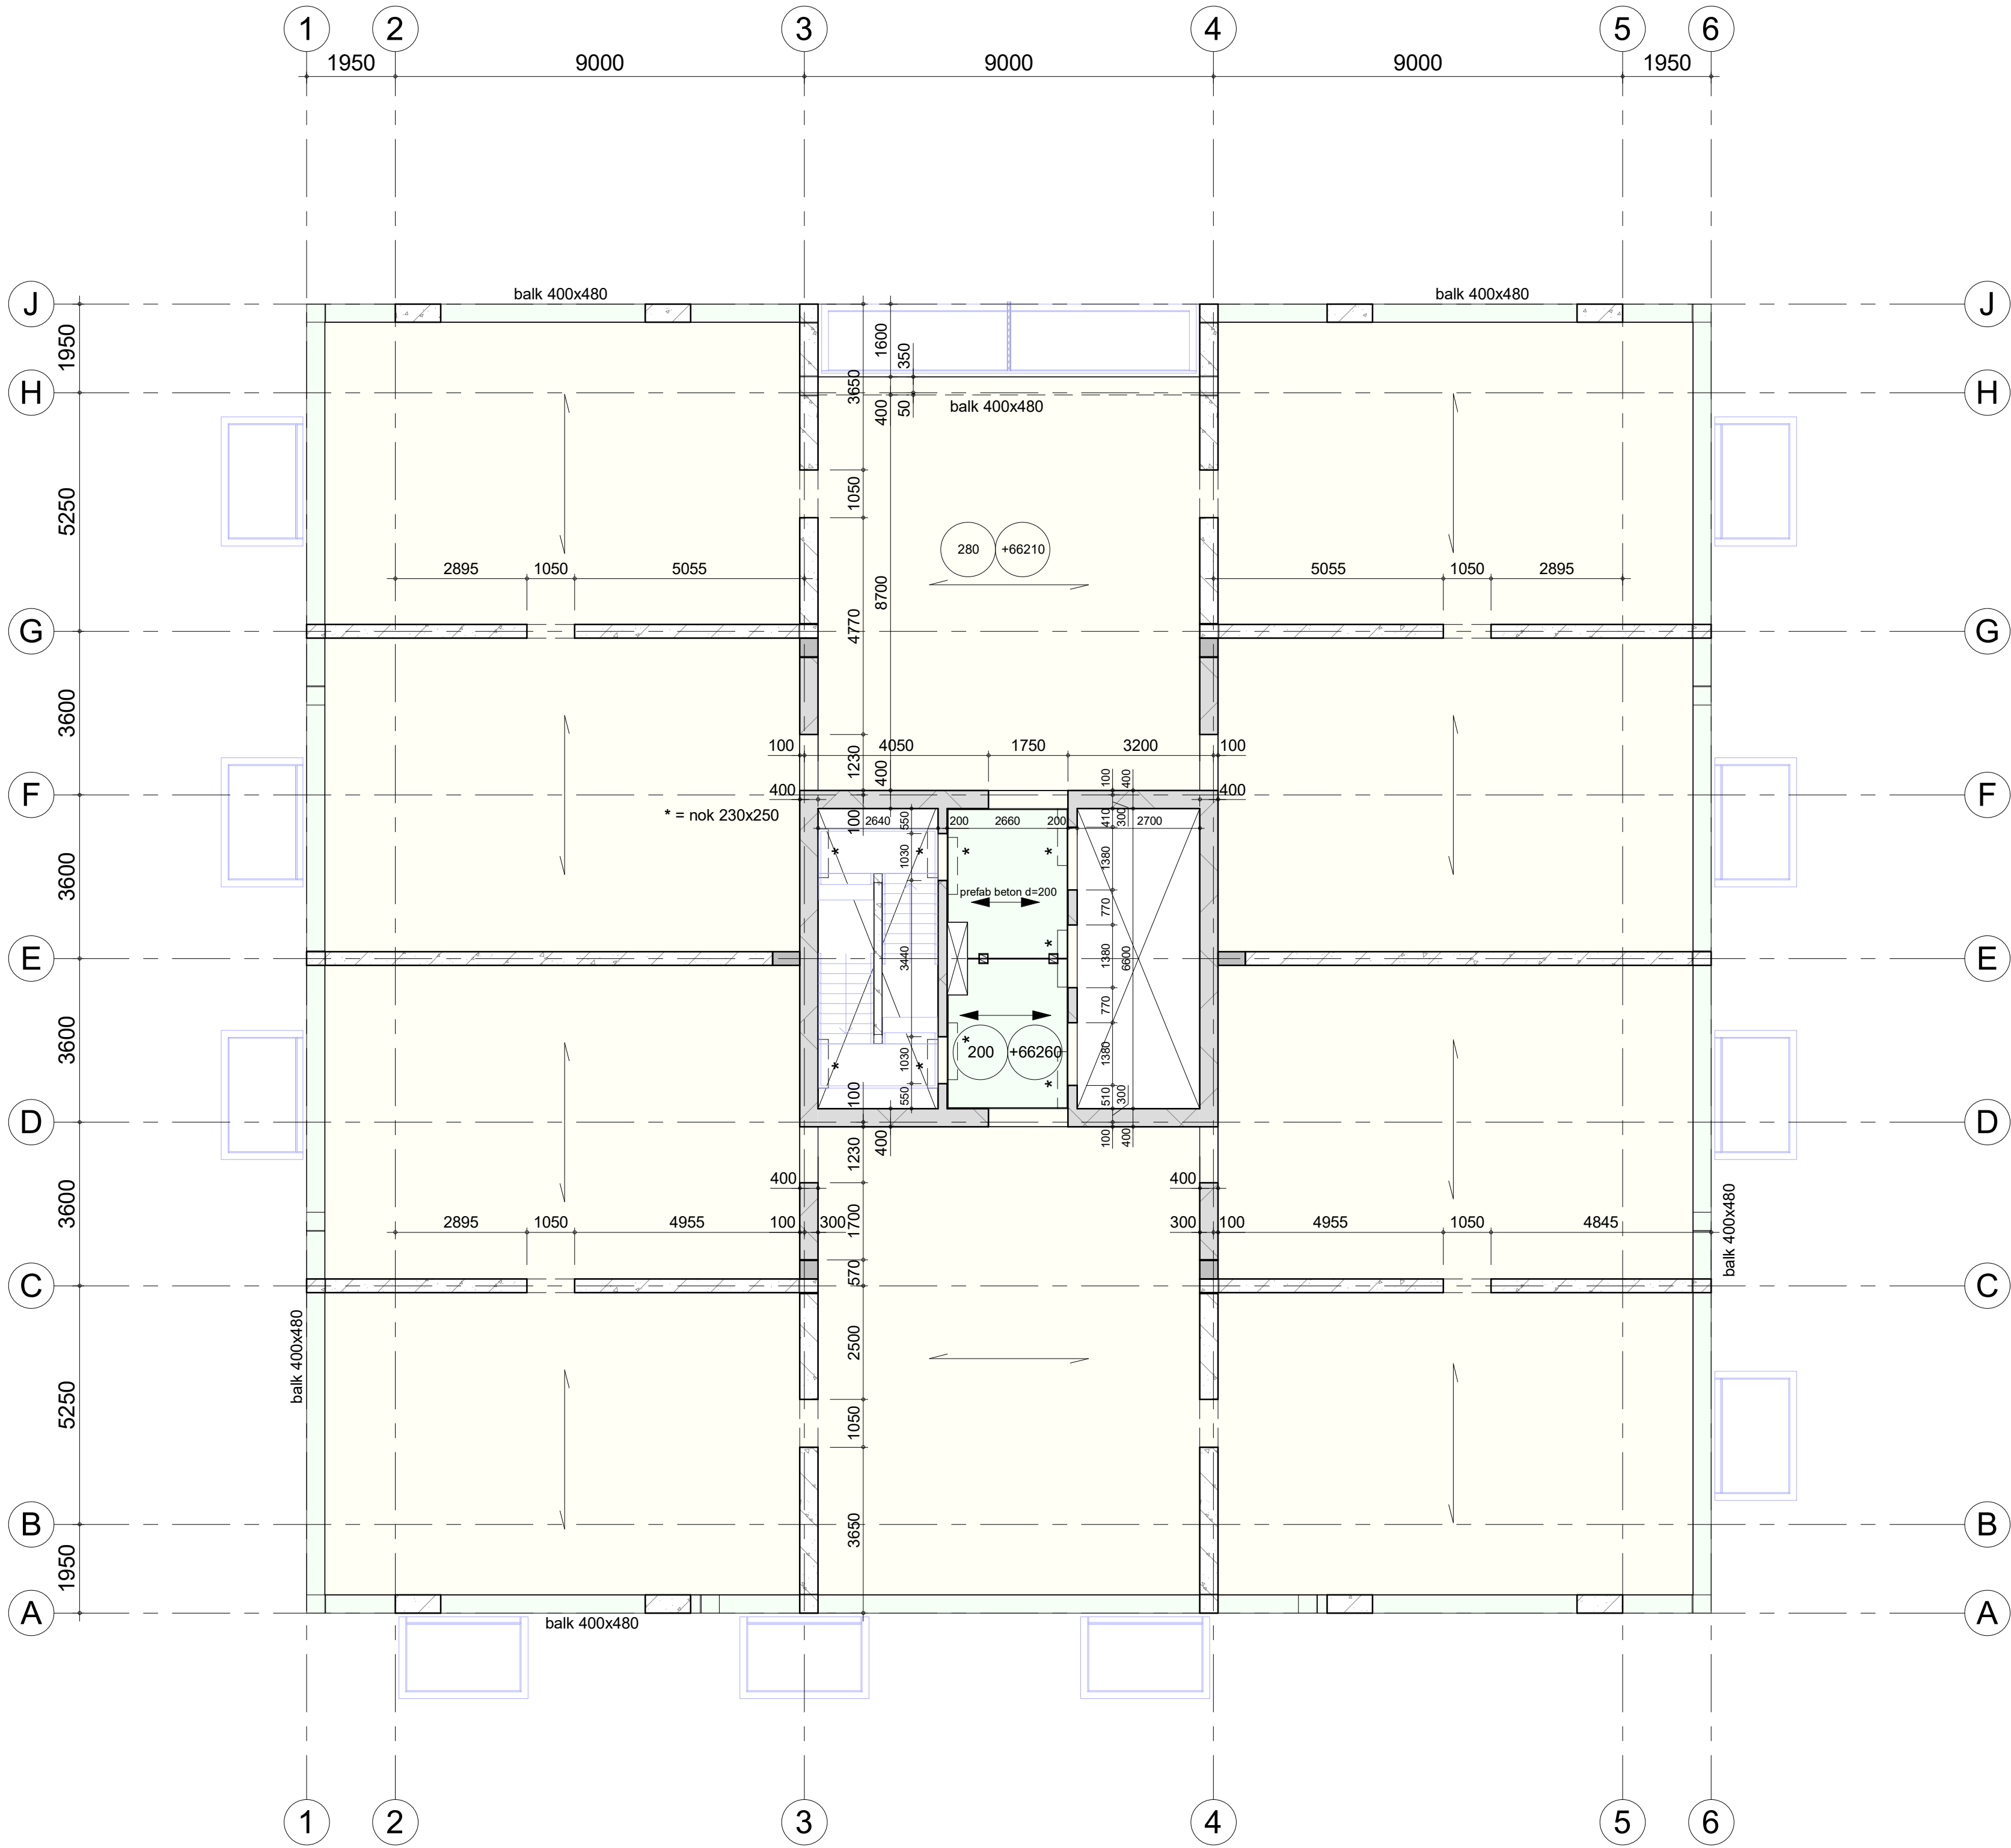 1 2 3 4 5 6
1950 9000 9000 9000 1950
balk 400x480 balk 400x480
J J
1950
1600
350
3650
H H
400
50
balk 400x480
5250
1050
280 +66210
2895 1050 5055
5055 1050 2895
8700
4770
G G
3600
100 4050 1750 3200 100
1230
400
100
400
F F
400 400
* = nok 230x250
100
550
410
300
2640 200 2660 200 2700
* * * *
1030
1380
3600
prefab beton d=200
770
*
3440
1380
6600
E E
770
3600
*
200 +66260
1030
1380
* * *
100
550
510
300
D D
1230
400
100
400
400 400
3600
1700
2895 1050 4955 100 300
300 100 4955 1050 4845
balk 400x480
570
C C
balk 400x480
2500
5250
1050
B B
3650
1950
A A
balk 400x480
1 2 3 4 5 6